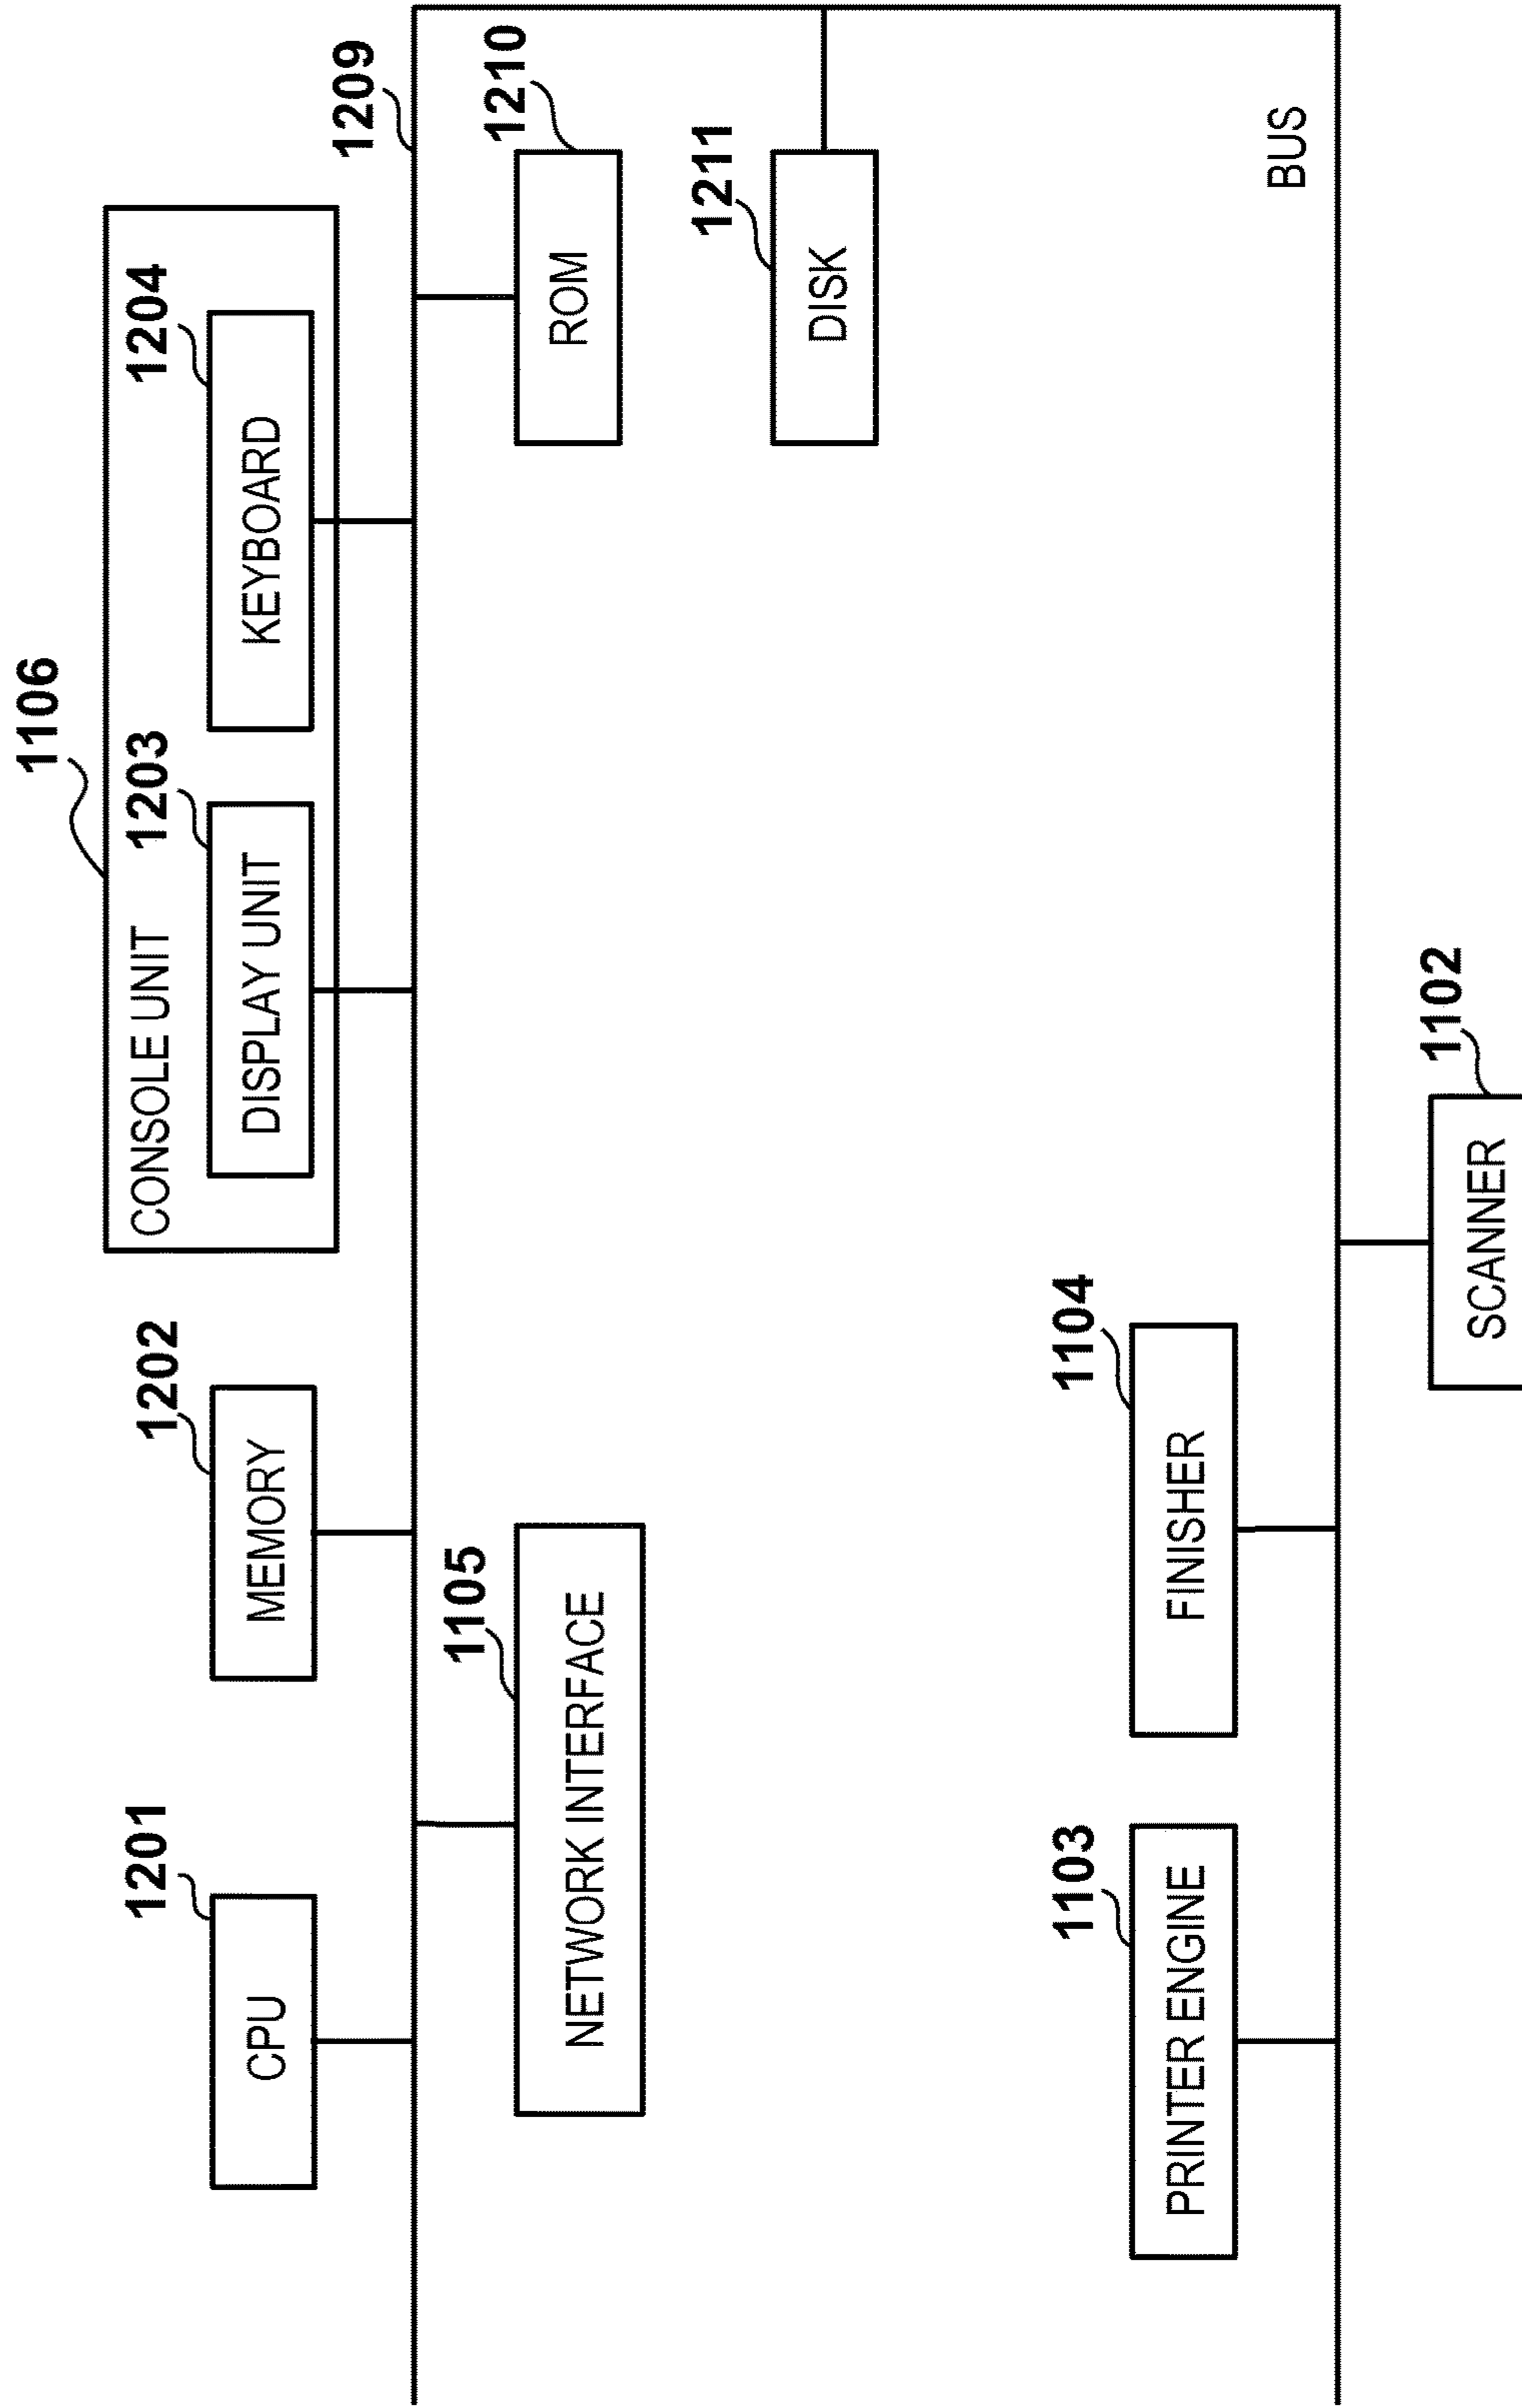 1106
CONSOLE UNIT
1201
1202
1203
1204
CPU
MEMORY
DISPLAY UNIT
KEYBOARD
1209
1105
1210
NETWORK INTERFACE
ROM
1211
DISK
1103
1104
PRINTER ENGINE
FINISHER
BUS
1102
SCANNER